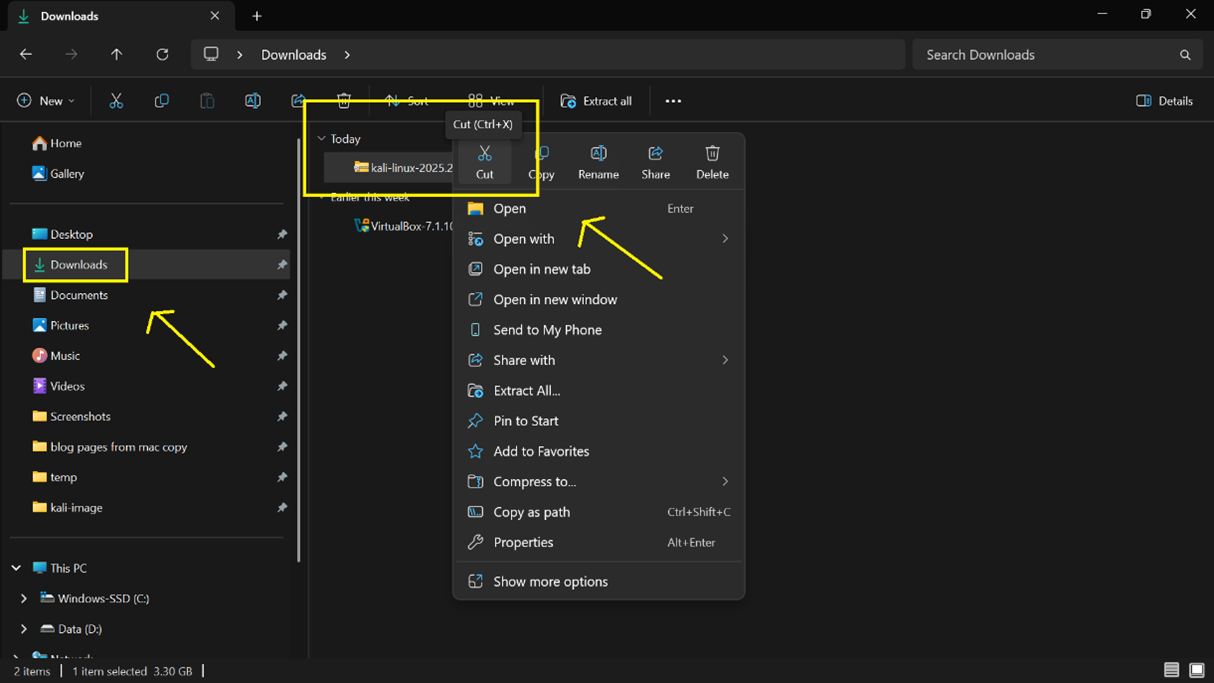 Downloads
Downloads
Search Downloads
New
Sort
View
Extract all
Details
Cut (Ctrl+X)
Home
Gallery
Desktop
Downloads
Documents
Pictures
Music
Videos
Screenshots
blog pages from mac copy
temp
kali-image
This PC
Windows-SSD (C:)
Data (D:)
Network
Today
kali-linux-2025.2
Earlier this week
VirtualBox-7.1.10
Cut
Copy
Rename
Share
Delete
Open Enter
Open with
Open in new tab
Open in new window
Send to My Phone
Share with
Extract All...
Pin to Start
Add to Favorites
Compress to...
Copy as path Ctrl+Shift+C
Properties Alt+Enter
Show more options
2 items 1 item selected 3.30 GB